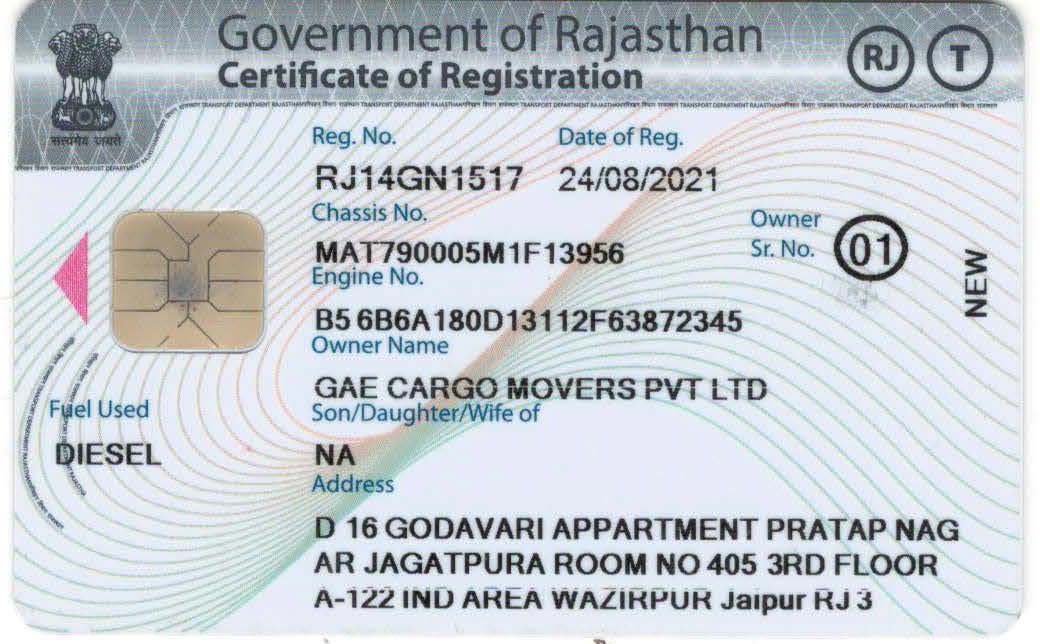 Government of Rajasthan
Certificate of Registration
RJ T
सत्यमेव जयते
Reg. No. Date of Reg.
RJ14GN1517 24/08/2021
Chassis No.
MAT790005M1F13956
Owner
Sr. No. 01
NEW
Engine No.
B5 6B6A180D13112F63872345
Owner Name
GAE CARGO MOVERS PVT LTD
Fuel Used
DIESEL
Son/Daughter/Wife of
NA
Address
D 16 GODAVARI APPARTMENT PRATAP NAG
AR JAGATPURA ROOM NO 405 3RD FLOOR
A-122 IND AREA WAZIRPUR Jaipur RJ 3